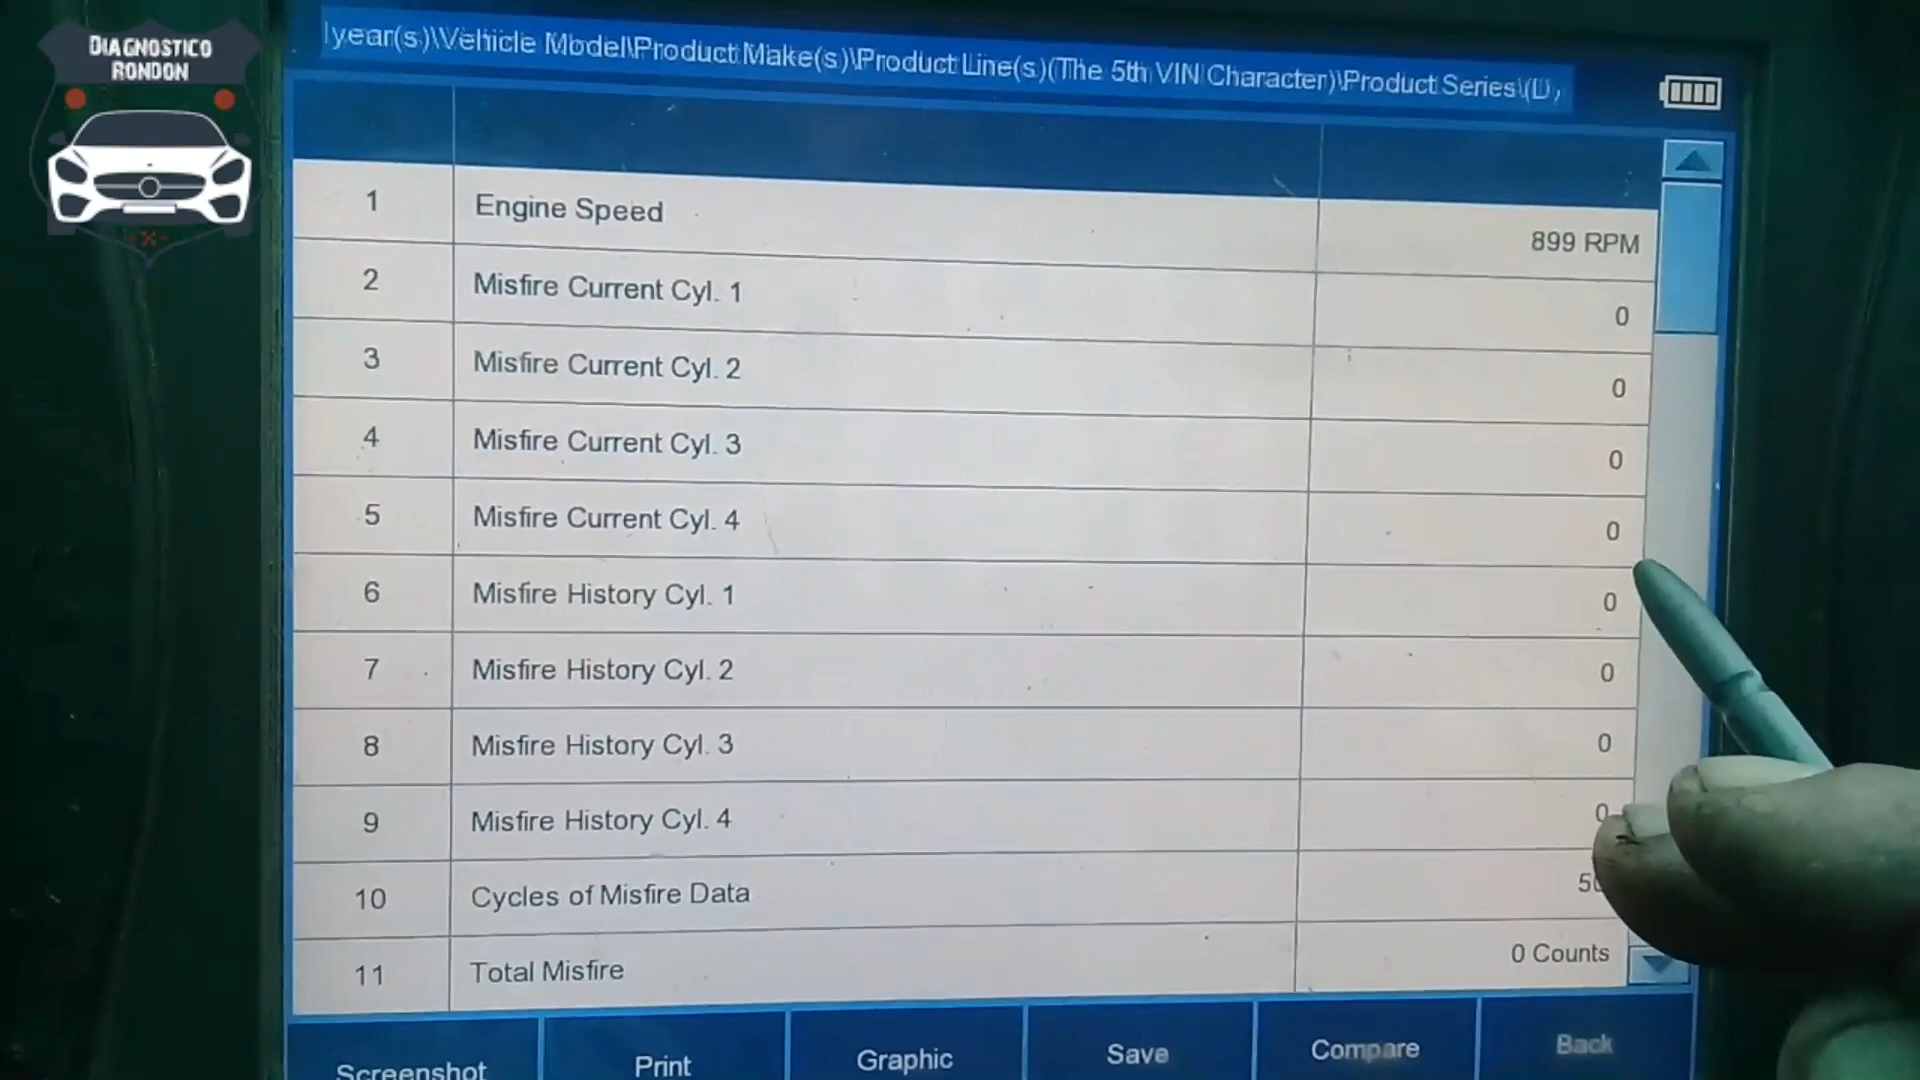 DIAGNOSTICO
RONDON
year(s)\Vehicle Model\Product Make(s)\Product Line(s)(The 5th VIN Character)\Product Series\(D,
1 Engine Speed 899 RPM
2 Misfire Current Cyl. 1 0
3 Misfire Current Cyl. 2 0
4 Misfire Current Cyl. 3 0
5 Misfire Current Cyl. 4 0
6 Misfire History Cyl. 1 0
7 Misfire History Cyl. 2 0
8 Misfire History Cyl. 3 0
9 Misfire History Cyl. 4 0
10 Cycles of Misfire Data
11 Total Misfire 0 Counts
Screenshot Print Graphic Save Compare Back